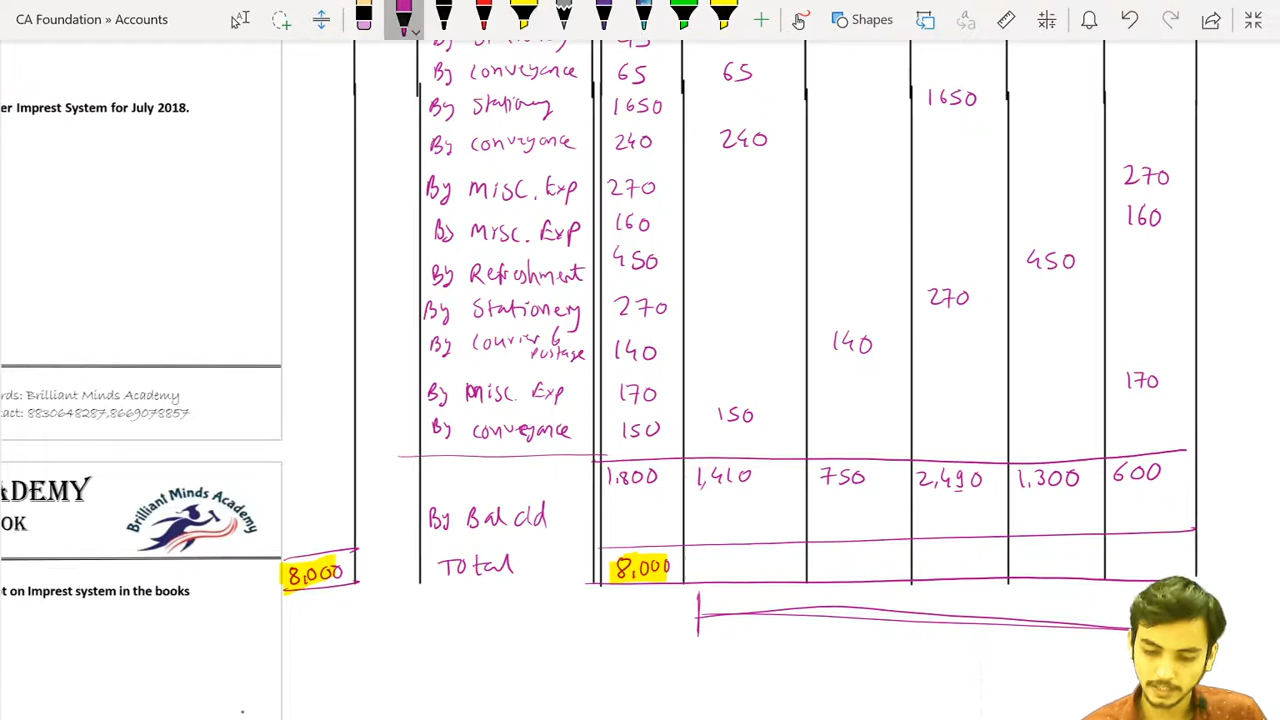 CA Foundation » Accounts
Shapes
By Conveyance 65 65
er Imprest System for July 2018.
By Stationery 1650 1650
By Conveyance 240 240
By Misc. Exp 270 270
By Misc. Exp 160 160
By Refreshment 450 450
By Stationery 270 270
By Courier & Postage 140 140
By Misc. Exp 170 170
By Conveyance 150 150
rds: Brilliant Minds Academy
tact: 8830648287,8669078857
1,800 1,410 750 2,490 1,300 600
ADEMY
OK
Brilliant Minds Academy
By Bal c/d
8,000 Total 8,000
t on Imprest system in the books